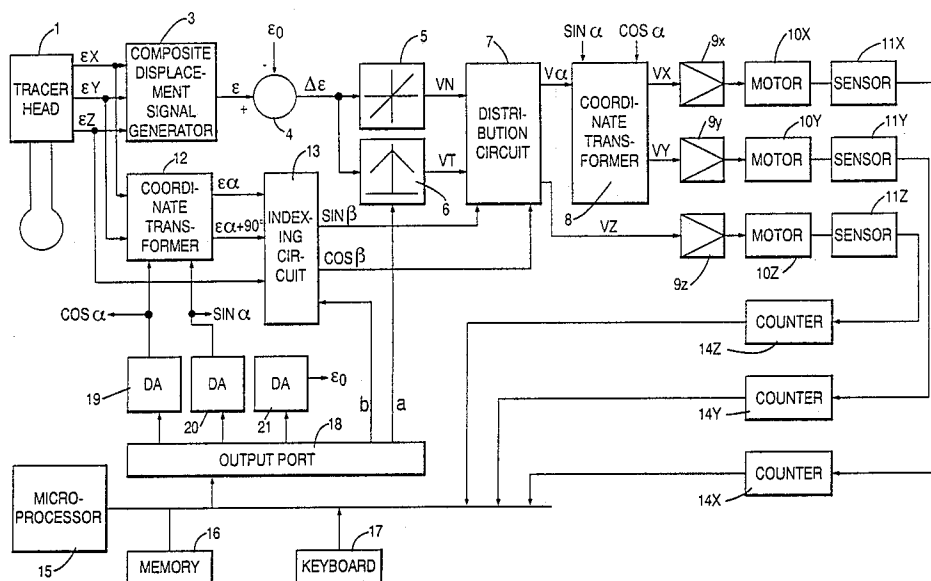 1
TRACER HEAD
εX
εY
εZ
3
COMPOSITE
DISPLACE-
MENT
SIGNAL
GENERATOR
ε
+
-
ε0
4
Δε
5
VN
6
VT
7
DISTRI-
BUTION
CIRCUIT
Vα
SIN α
COS α
COORDI-
NATE
TRANS-
FORMER
8
VX
VY
VZ
9x
9y
9z
10X
MOTOR
10Y
MOTOR
MOTOR
10Z
11X
SENSOR
11Y
SENSOR
11Z
SENSOR
12
COORDI-
NATE
TRANS-
FORMER
εα
εα+90°
13
INDEX-
ING
CIR-
CUIT
SIN β
COS β
COS α
SIN α
DA
19
DA
20
DA
21
ε0
b
a
18
OUTPUT PORT
COUNTER
14Z
COUNTER
14Y
COUNTER
14X
MICRO-
PROCESSOR
15
16
MEMORY
17
KEYBOARD